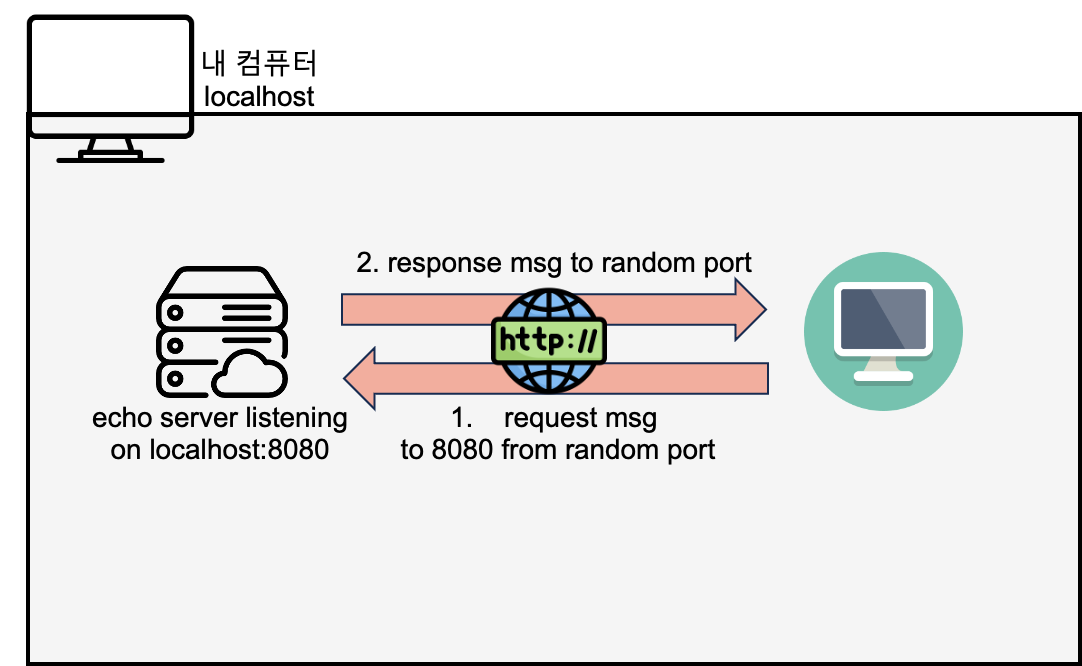 내 컴퓨터
localhost
2. response msg to random port
http://
echo server listening
on localhost:8080
1. request msg
to 8080 from random port